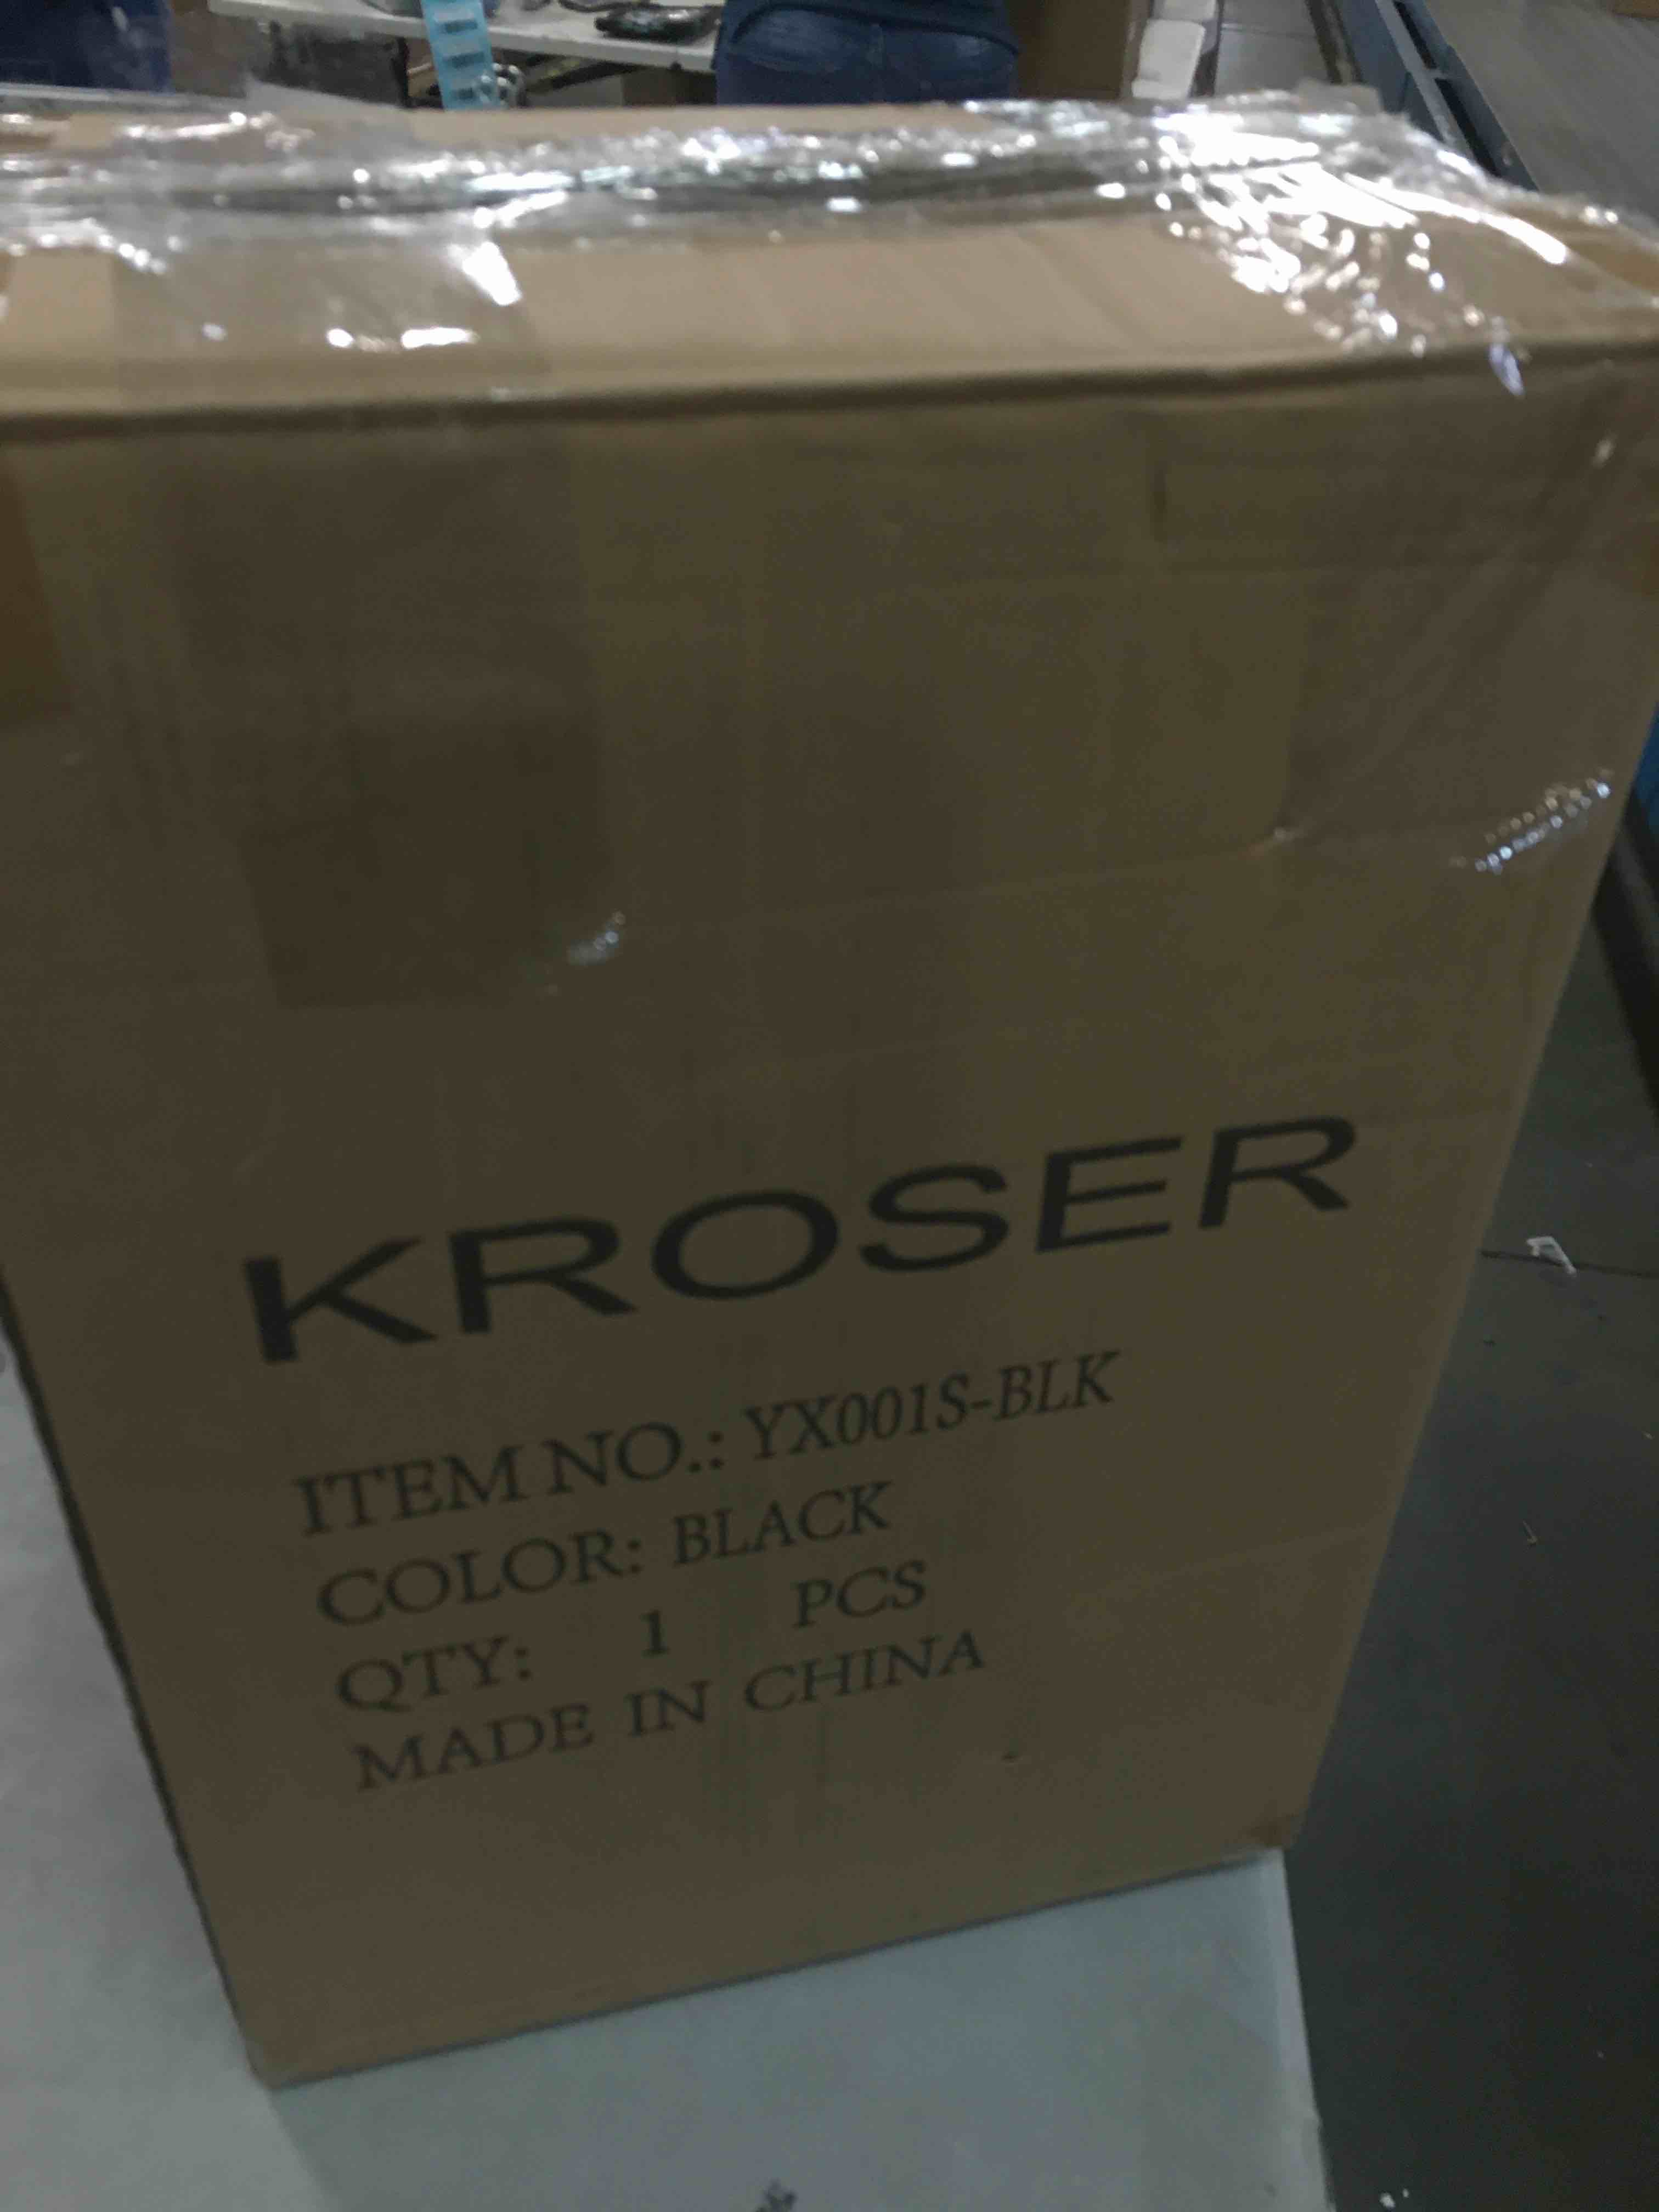 KROSER
ITEM NO.: YX001S-BLK
COLOR: BLACK
QTY: 1 PCS
MADE IN CHINA